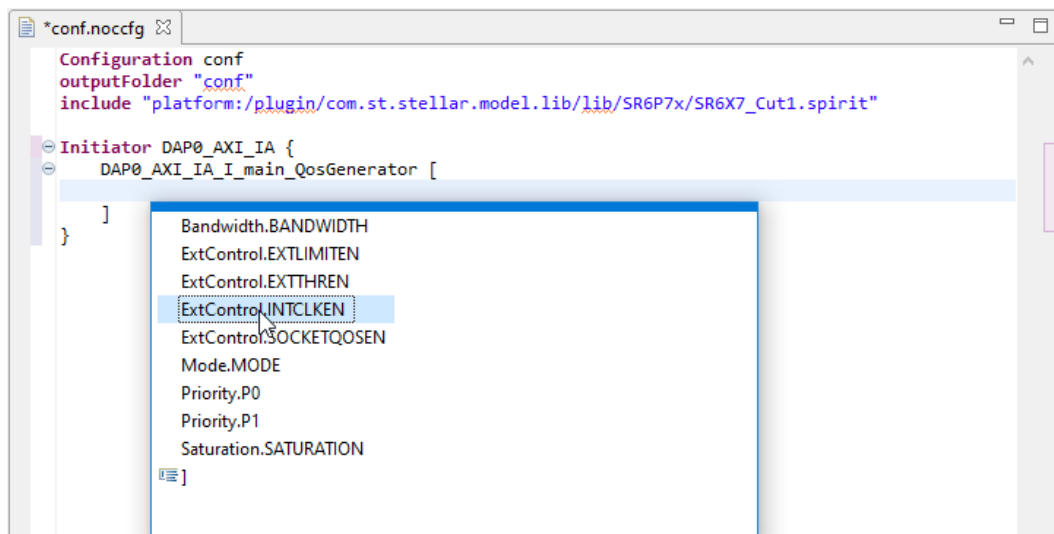 *conf.noccfg
Configuration conf
outputFolder "conf"
include "platform:/plugin/com.st.stellar.model.lib/lib/SR6P7x/SR6X7_Cut1.spirit"
Initiator DAP0_AXI_IA {
DAP0_AXI_IA_I_main_QosGenerator [
]
}
Bandwidth.BANDWIDTH
ExtControl.EXTLIMITEN
ExtControl.EXTTHREN
ExtControl.INTCLKEN
ExtControl.SOCKETQOSEN
Mode.MODE
Priority.P0
Priority.P1
Saturation.SATURATION
]